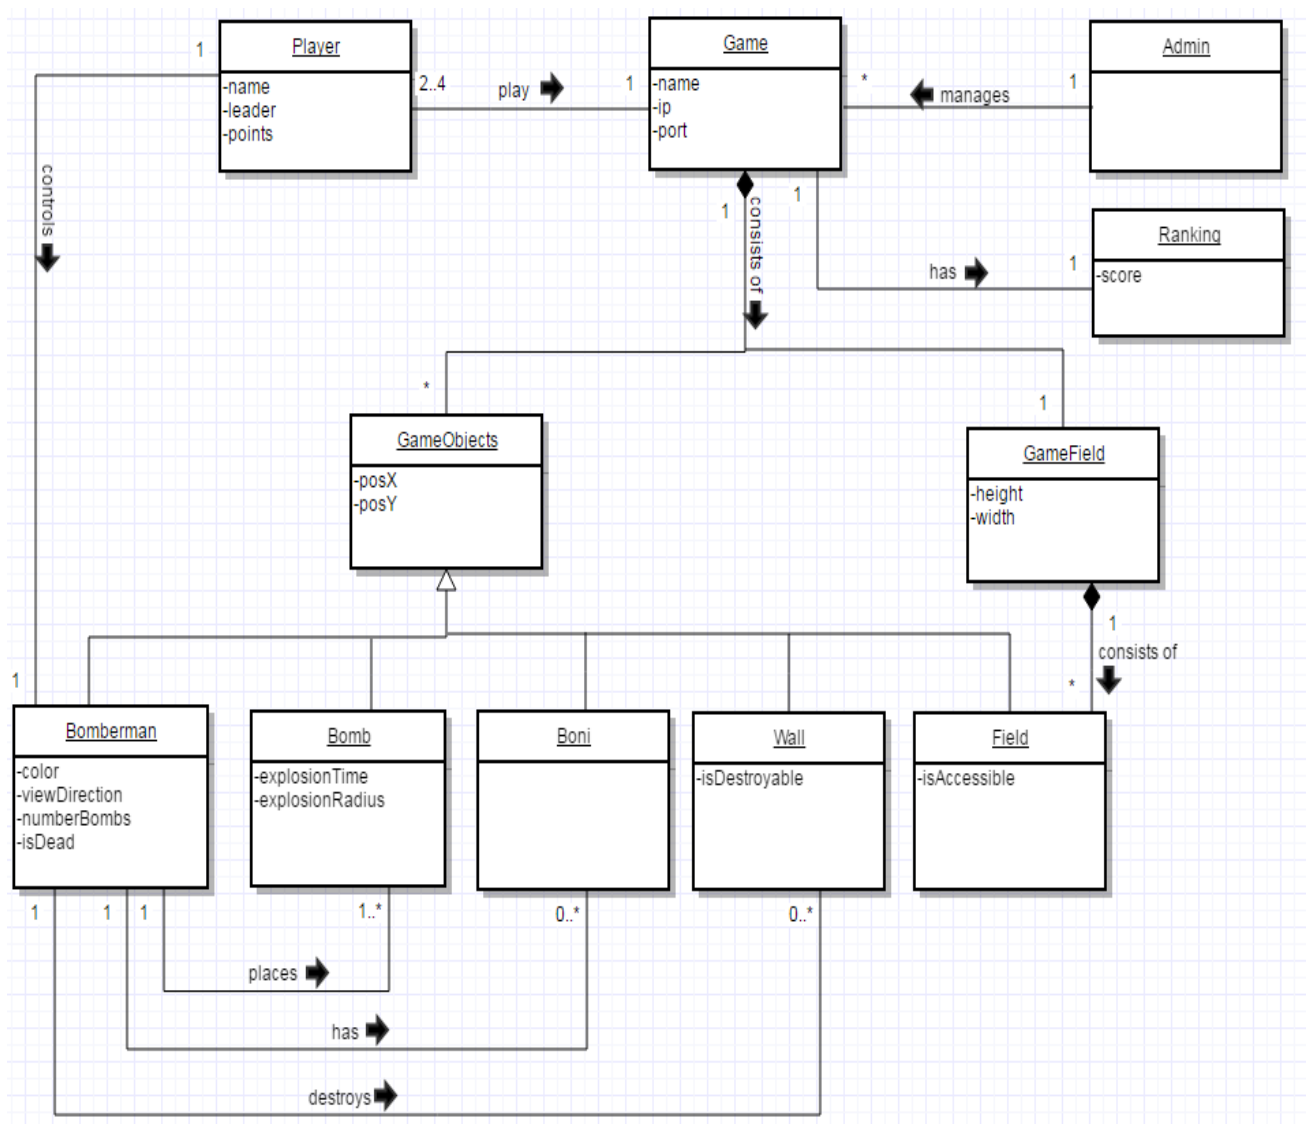 1
Player
-name
-leader
-points
2..4
play
1
Game
-name
-ip
-port
*
manages
1
Admin
controls
1
consists of
1
has
1
Ranking
-score
*
1
GameObjects
-posX
-posY
GameField
-height
-width
1
consists of
*
1
Bomberman
-color
-viewDirection
-numberBombs
-isDead
Bomb
-explosionTime
-explosionRadius
Boni
Wall
-isDestroyable
Field
-isAccessible
1
1
1
1..*
0..*
0..*
places
has
destroys